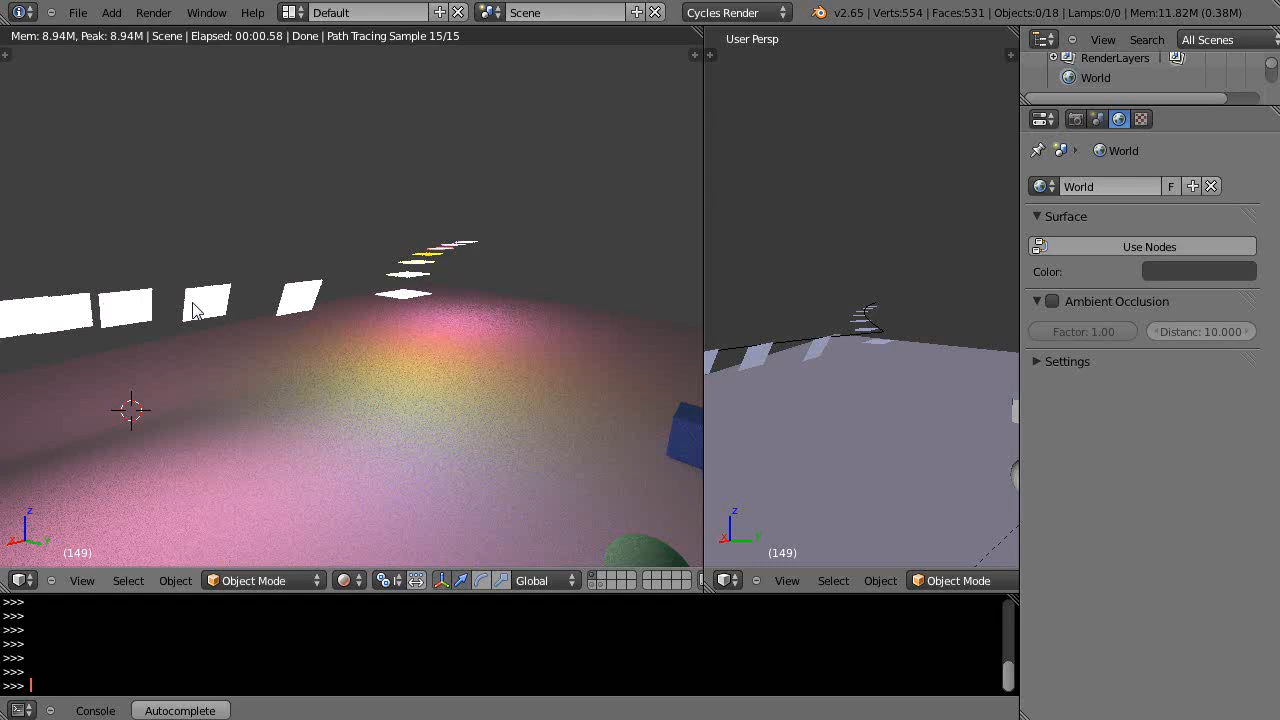 File Add Render Window Help Default Scene Cycles Render v2.65 | Verts:554 | Faces:531 | Objects:0/18 | Lamps:0/0 | Mem:11.82M (0.38M)
Mem: 8.94M, Peak: 8.94M | Scene | Elapsed: 00:00.58 | Done | Path Tracing Sample 15/15
User Persp
View Search All Scenes
RenderLayers
World
World
World F
Surface
Use Nodes
Color:
Ambient Occlusion
Factor: 1.00 Distanc: 10.000
Settings
z
x y
(149)
z
x y
(149)
View Select Object Object Mode Global
View Select Object Object Mode
>>>
>>>
>>>
>>>
>>>
>>>
>>>
Console Autocomplete